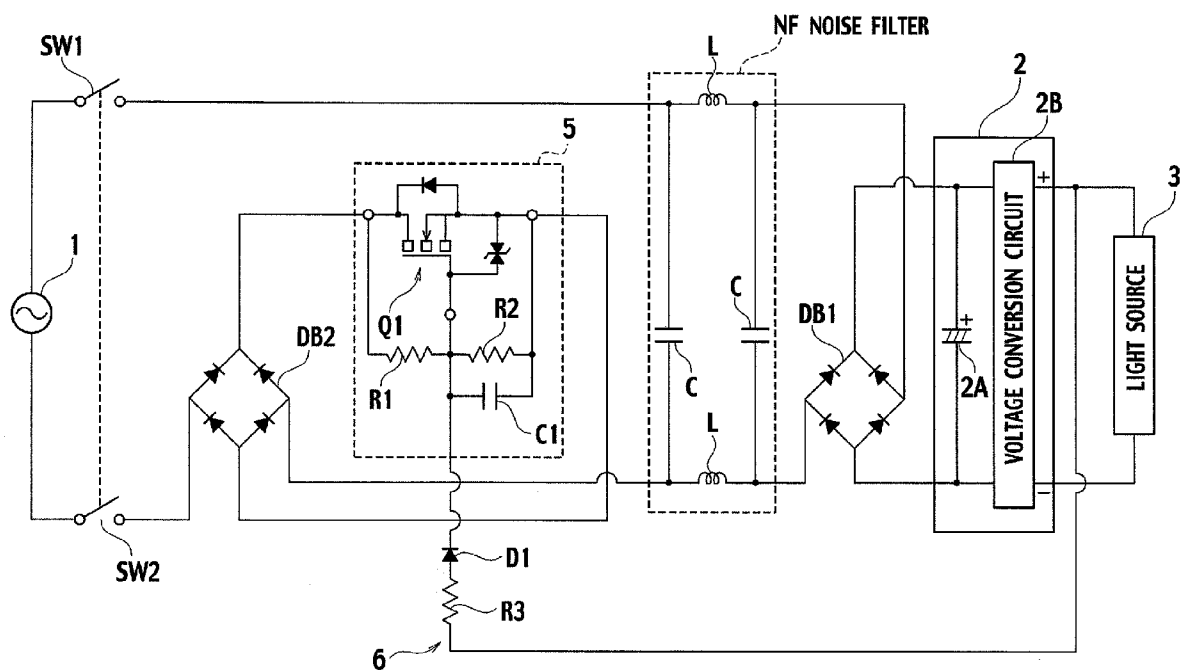 NF NOISE FILTER
SW1
L
2
2B
5
3
+
1
VOLTAGE CONVERSION CIRCUIT
LIGHT SOURCE
Q1
R2
C
DB1
+
DB2
2A
R1
C
C1
L
−
SW2
D1
R3
6